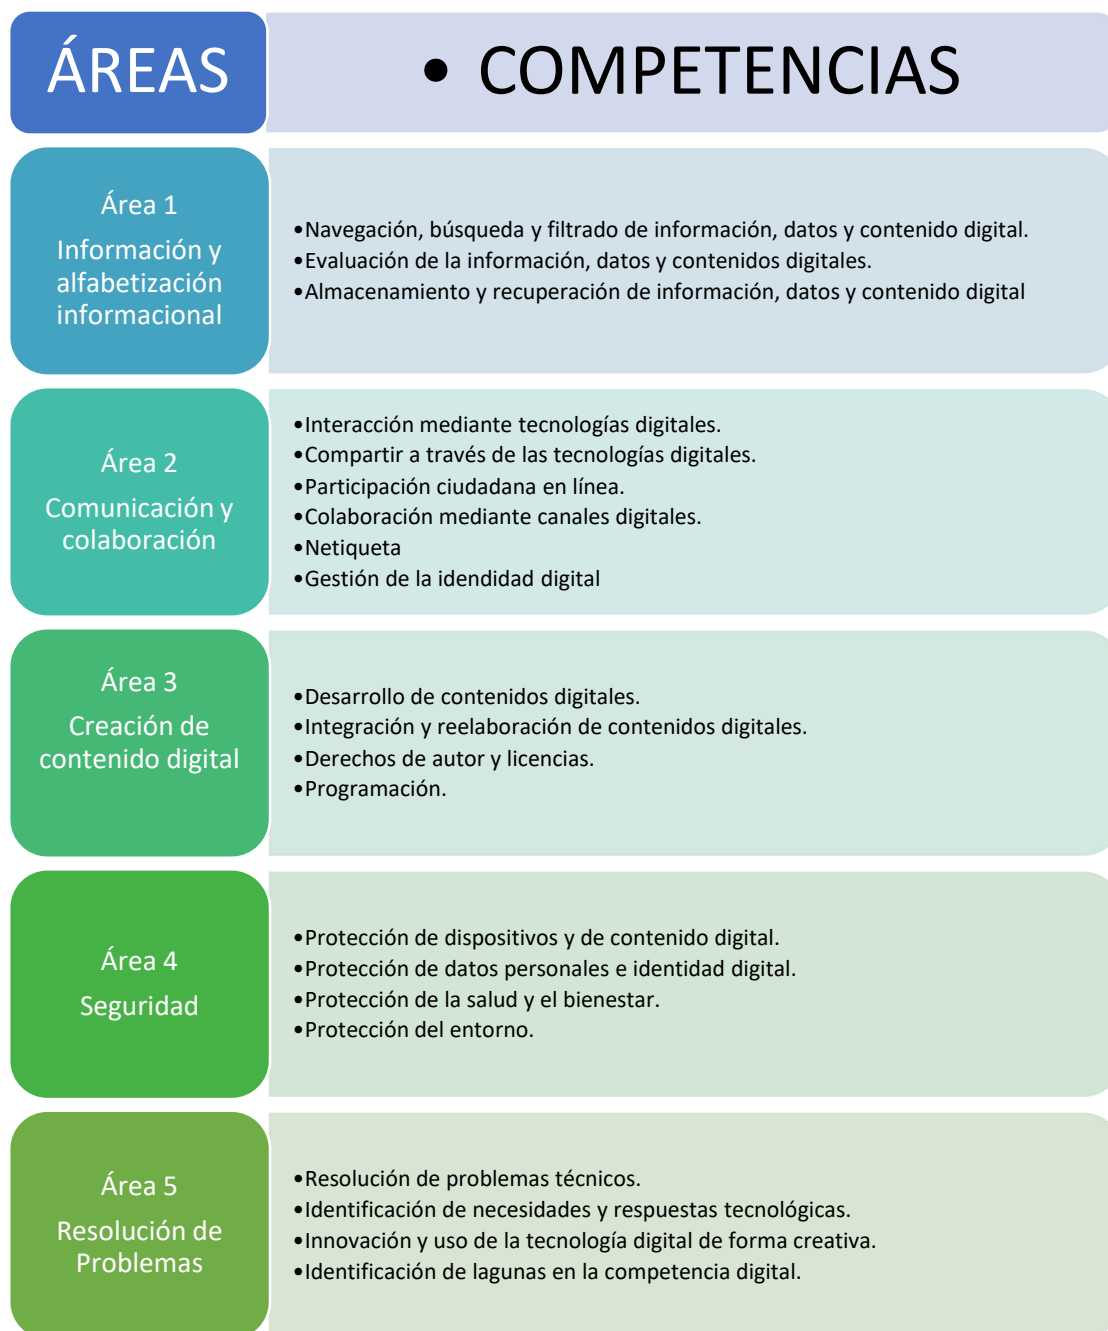 ÁREAS
• COMPETENCIAS
Área 1
Información y
alfabetización
informacional
•Navegación, búsqueda y filtrado de información, datos y contenido digital.
•Evaluación de la información, datos y contenidos digitales.
•Almacenamiento y recuperación de información, datos y contenido digital
Área 2
Comunicación y
colaboración
•Interacción mediante tecnologías digitales.
•Compartir a través de las tecnologías digitales.
•Participación ciudadana en línea.
•Colaboración mediante canales digitales.
•Netiqueta
•Gestión de la idendidad digital
Área 3
Creación de
contenido digital
•Desarrollo de contenidos digitales.
•Integración y reelaboración de contenidos digitales.
•Derechos de autor y licencias.
•Programación.
Área 4
Seguridad
•Protección de dispositivos y de contenido digital.
•Protección de datos personales e identidad digital.
•Protección de la salud y el bienestar.
•Protección del entorno.
Área 5
Resolución de
Problemas
•Resolución de problemas técnicos.
•Identificación de necesidades y respuestas tecnológicas.
•Innovación y uso de la tecnología digital de forma creativa.
•Identificación de lagunas en la competencia digital.